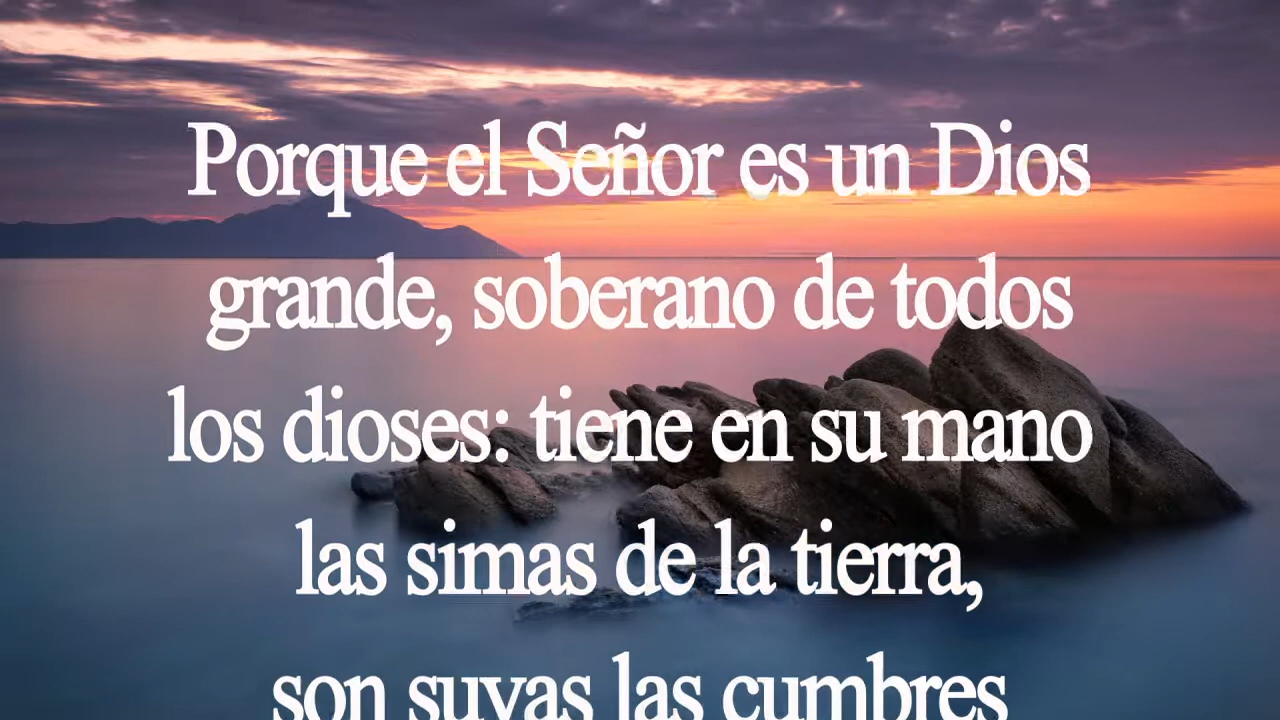 Porque el Señor es un Dios
grande, soberano de todos
los dioses: tiene en su mano
las simas de la tierra,
son suyas las cumbres